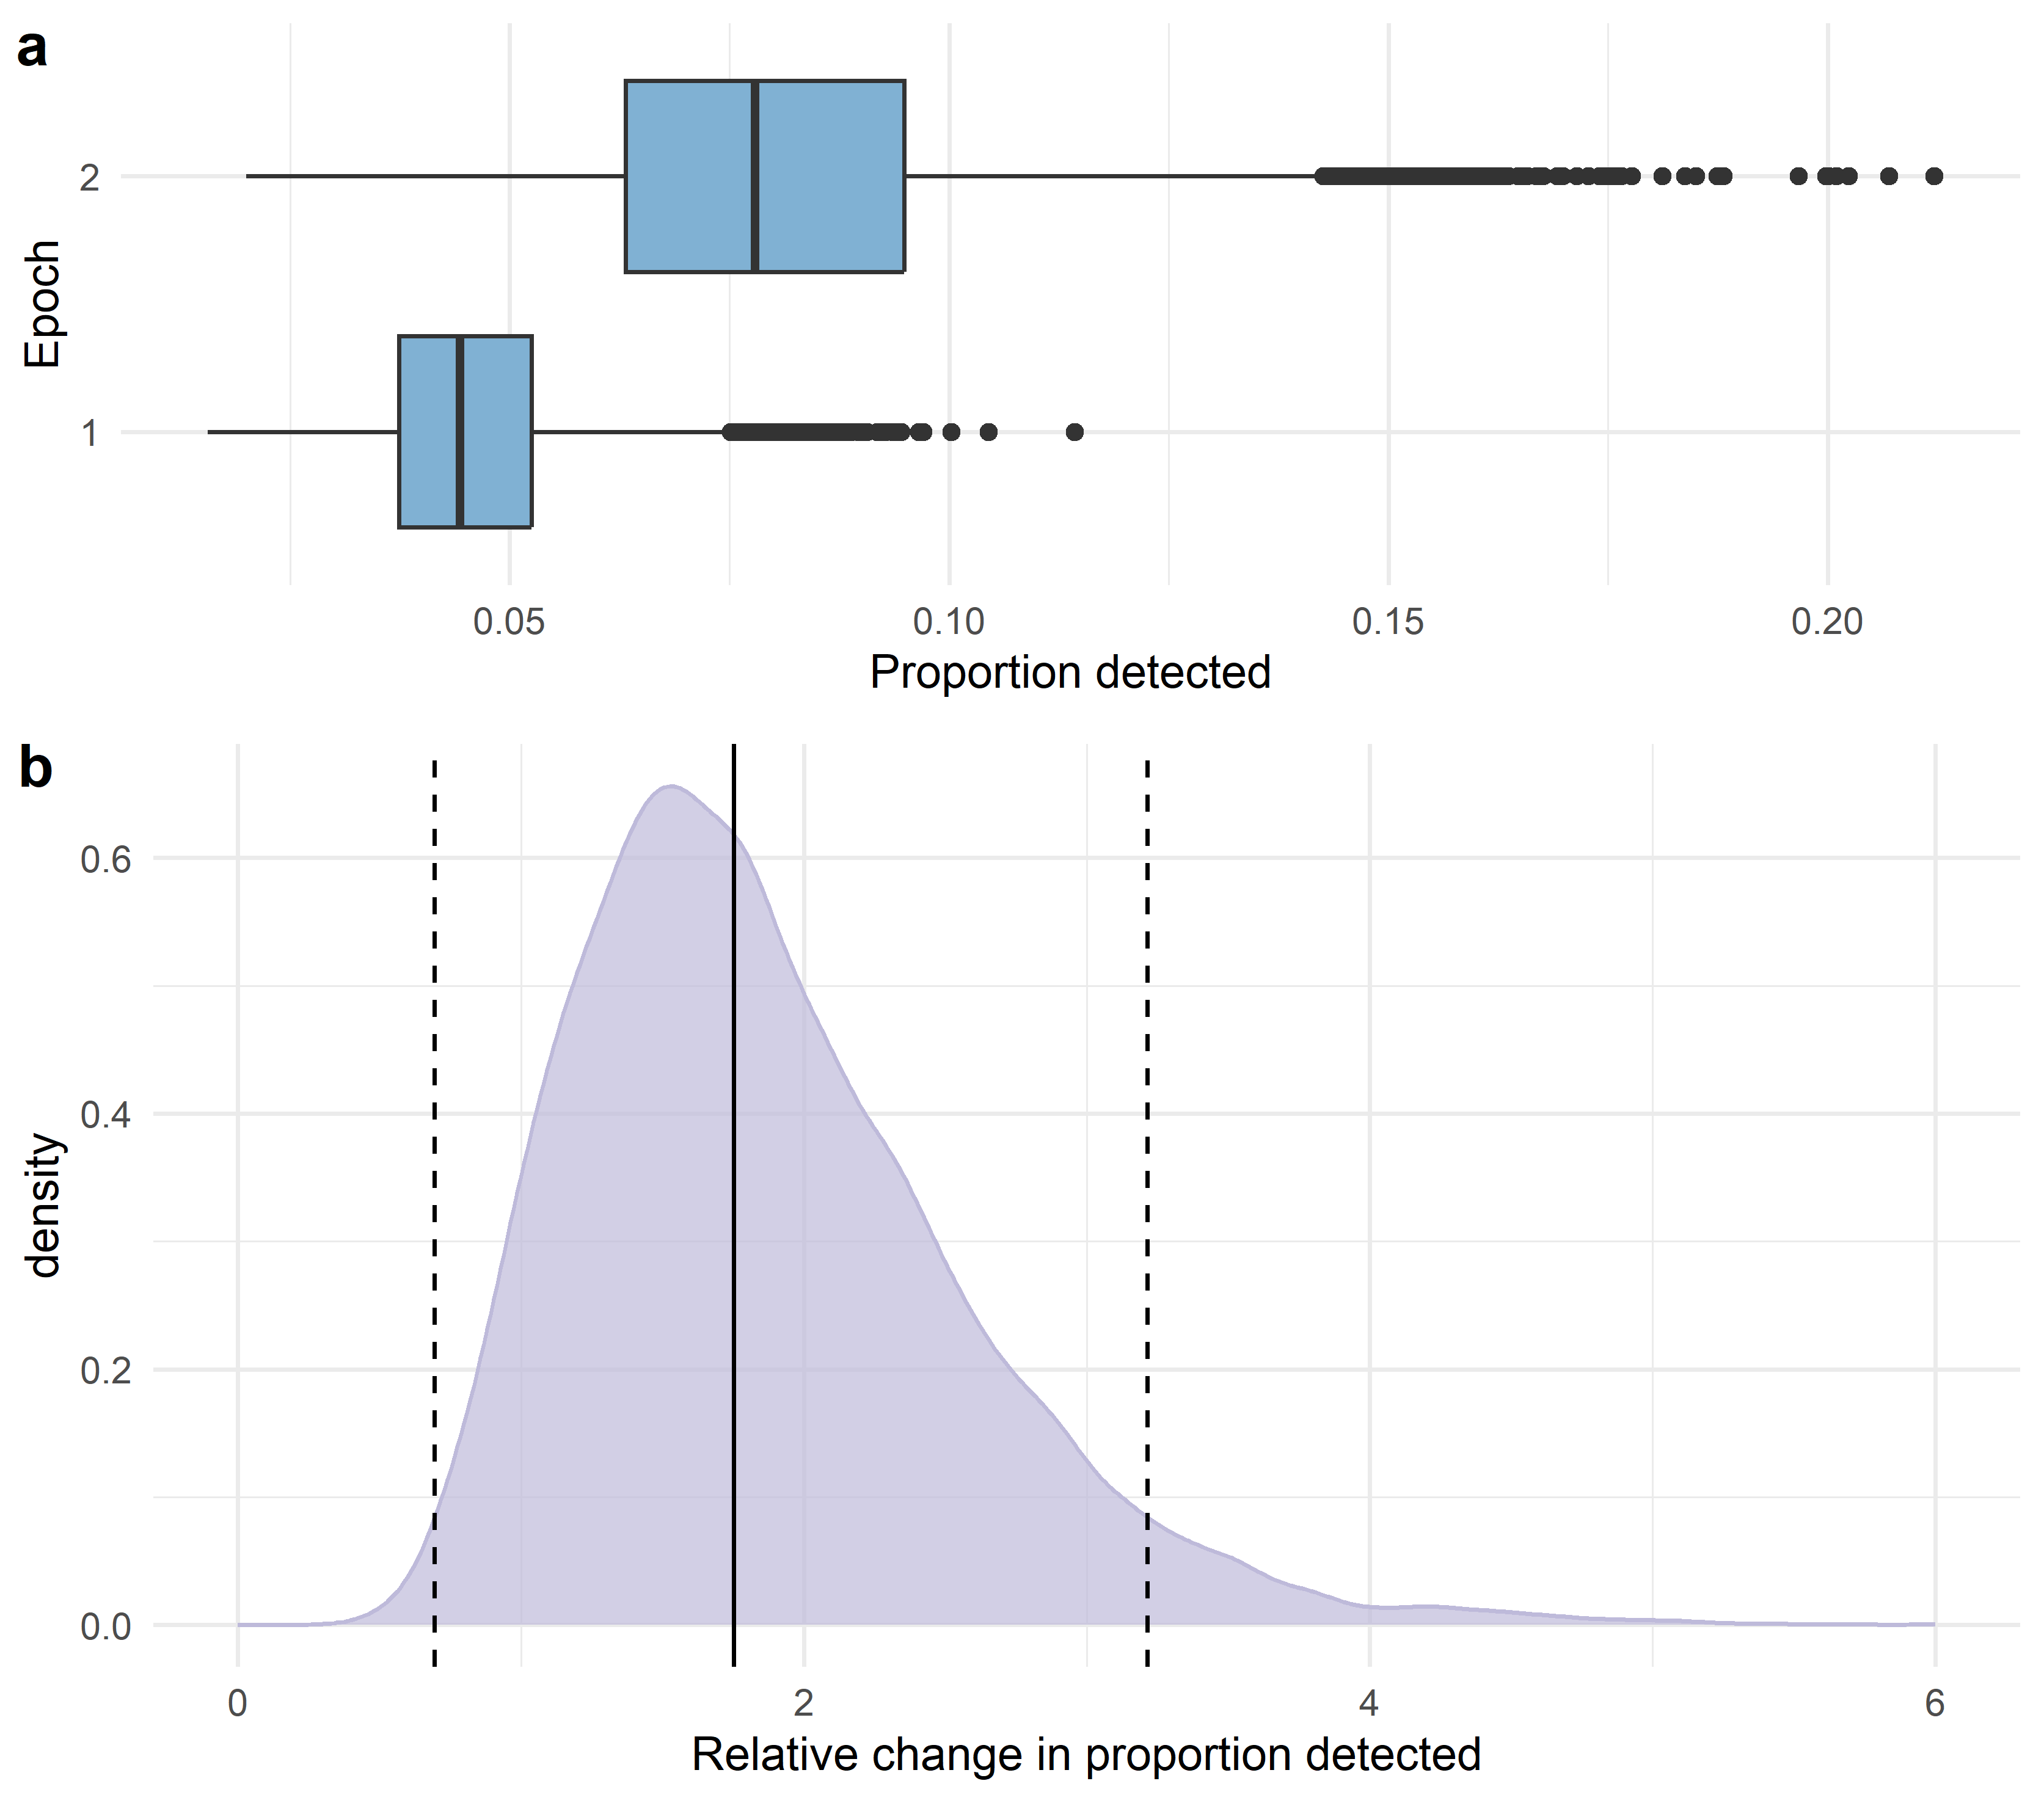 a
2
1
Epoch
0.05 0.10 0.15 0.20
Proportion detected
b
0.6
0.4
0.2
0.0
density
0 2 4 6
Relative change in proportion detected